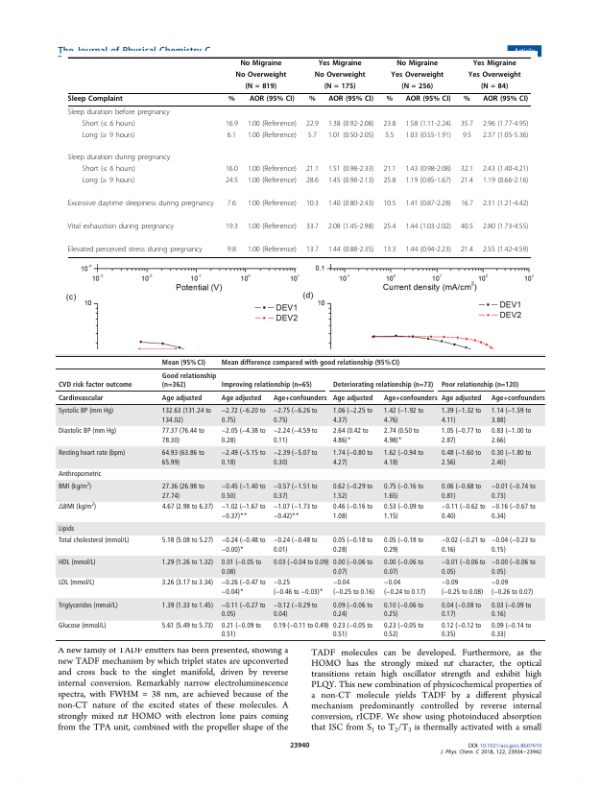 The Journal of Physical Chemistry C
Article
No Migraine Yes Migraine No Migraine Yes Migraine
No Overweight No Overweight Yes Overweight Yes Overweight
(N = 819) (N = 175) (N = 256) (N = 84)
Sleep Complaint % AOR (95% CI) % AOR (95% CI) % AOR (95% CI) % AOR (95% CI)
Sleep duration before pregnancy
Short (≤ 6 hours) 16.9 1.00 (Reference) 22.9 1.38 (0.92-2.08) 23.8 1.58 (1.11-2.24) 35.7 2.96 (1.77-4.95)
Long (≥ 9 hours) 6.1 1.00 (Reference) 5.7 1.01 (0.50-2.05) 5.5 1.03 (0.55-1.91) 9.5 2.37 (1.05-5.36)
Sleep duration during pregnancy
Short (≤ 6 hours) 16.0 1.00 (Reference) 21.1 1.51 (0.98-2.33) 21.1 1.43 (0.98-2.08) 32.1 2.43 (1.40-4.21)
Long (≥ 9 hours) 24.5 1.00 (Reference) 28.6 1.45 (0.98-2.13) 25.8 1.19 (0.85-1.67) 21.4 1.19 (0.66-2.16)
Excessive daytime sleepiness during pregnancy 7.6 1.00 (Reference) 10.3 1.40 (0.80-2.43) 10.5 1.41 (0.87-2.28) 16.7 2.31 (1.21-4.42)
Vital exhaustion during pregnancy 19.3 1.00 (Reference) 33.7 2.08 (1.45-2.98) 25.4 1.44 (1.03-2.02) 40.5 2.80 (1.73-4.55)
Elevated perceived stress during pregnancy 9.8 1.00 (Reference) 13.7 1.44 (0.88-2.35) 13.3 1.44 (0.94-2.23) 21.4 2.55 (1.42-4.59)
Potential (V) Current density (mA/cm²)
(c) (d)
DEV1 DEV1
DEV2 DEV2
Mean (95% CI) Mean difference compared with good relationship (95%CI)
Good relationship
CVD risk factor outcome (n=362) Improving relationship (n=65) Deteriorating relationship (n=73) Poor relationship (n=120)
Cardiovascular Age adjusted Age adjusted Age+confounders Age adjusted Age+confounders Age adjusted Age+confounders
Systolic BP (mm Hg) 132.63 (131.24 to −2.72 (−6.20 to −2.75 (−6.26 to 1.06 (−2.25 to 1.42 (−1.92 to 1.39 (−1.32 to 1.14 (−1.59 to
134.02) 0.75) 0.75) 4.37) 4.76) 4.11) 3.88)
Diastolic BP (mm Hg) 77.37 (76.44 to −2.05 (−4.38 to −2.24 (−4.59 to 2.64 (0.42 to 2.74 (0.50 to 1.05 (−0.77 to 0.83 (−1.00 to
78.30) 0.28) 0.11) 4.86)* 4.98)* 2.87) 2.66)
Resting heart rate (bpm) 64.93 (63.86 to −2.49 (−5.15 to −2.39 (−5.07 to 1.74 (−0.80 to 1.62 (−0.94 to 0.48 (−1.60 to 0.30 (−1.80 to
65.99) 0.18) 0.30) 4.27) 4.18) 2.56) 2.40)
Anthropometric
BMI (kg/m²) 27.36 (26.98 to −0.45 (−1.40 to −0.57 (−1.51 to 0.62 (−0.29 to 0.75 (−0.16 to 0.06 (−0.68 to −0.01 (−0.74 to
27.74) 0.50) 0.37) 1.52) 1.65) 0.81) 0.73)
ΔBMI (kg/m²) 4.67 (2.98 to 6.37) −1.02 (−1.67 to −1.07 (−1.73 to 0.46 (−0.16 to 0.53 (−0.09 to −0.11 (−0.62 to −0.16 (−0.67 to
−0.37)** −0.42)** 1.08) 1.15) 0.40) 0.34)
Lipids
Total cholesterol (mmol/L) 5.18 (5.08 to 5.27) −0.24 (−0.48 to −0.24 (−0.48 to 0.05 (−0.18 to 0.05 (−0.18 to −0.02 (−0.21 to −0.04 (−0.23 to
−0.00)* 0.01) 0.28) 0.29) 0.16) 0.15)
HDL (mmol/L) 1.29 (1.26 to 1.32) 0.01 (−0.05 to 0.03 (−0.04 to 0.09) 0.00 (−0.06 to 0.00 (−0.06 to −0.01 (−0.06 to −0.00 (−0.06 to
0.08) 0.07) 0.07) 0.05) 0.05)
LDL (mmol/L) 3.26 (3.17 to 3.34) −0.26 (−0.47 to −0.25 −0.04 −0.04 −0.09 −0.09
−0.04)* (−0.46 to −0.03)* (−0.25 to 0.16) (−0.24 to 0.17) (−0.25 to 0.08) (−0.26 to 0.07)
Triglycerides (mmol/L) 1.39 (1.33 to 1.45) −0.11 (−0.27 to −0.12 (−0.29 to 0.09 (−0.06 to 0.10 (−0.06 to 0.04 (−0.08 to 0.03 (−0.09 to
0.05) 0.04) 0.24) 0.25) 0.17) 0.16)
Glucose (mmol/L) 5.61 (5.49 to 5.73) 0.21 (−0.09 to 0.19 (−0.11 to 0.49) 0.23 (−0.05 to 0.23 (−0.05 to 0.12 (−0.12 to 0.09 (−0.14 to
0.51) 0.51) 0.52) 0.35) 0.33)
A new family of TADF emitters has been presented, showing a
new TADF mechanism by which triplet states are upconverted
and cross back to the singlet manifold, driven by reverse
internal conversion. Remarkably narrow electroluminescence
spectra, with FWHM = 38 nm, are achieved because of the
non-CT nature of the excited states of these molecules. A
strongly mixed nπ HOMO with electron lone pairs coming
from the TPA unit, combined with the propeller shape of the
TADF molecules can be developed. Furthermore, as the
HOMO has the strongly mixed nπ character, the optical
transitions retain high oscillator strength and exhibit high
PLQY. This new combination of physicochemical properties of
a non-CT molecule yields TADF by a different physical
mechanism predominantly controlled by reverse internal
conversion, rICDF. We show using photoinduced absorption
that ISC from S1 to T2/T3 is thermally activated with a small
23940
DOI: 10.1021/acs.jpcc.8b07610
J. Phys. Chem. C 2018, 122, 23934−23942